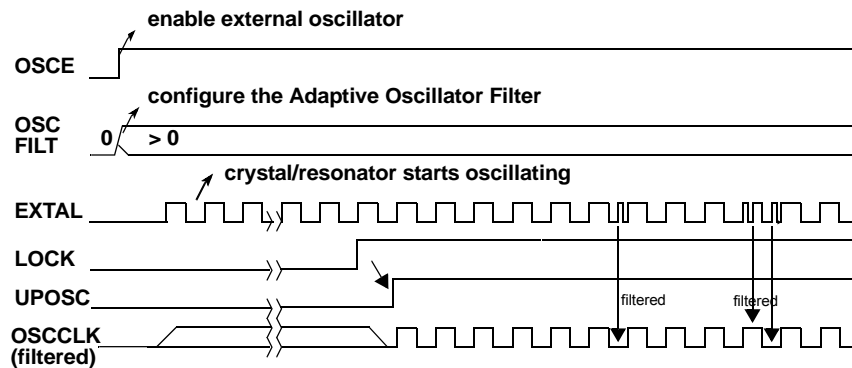 enable external oscillator
OSCE
configure the Adaptive Oscillator Filter
OSC
FILT
0
> 0
crystal/resonator starts oscillating
EXTAL
LOCK
UPOSC
filtered
filtered
OSCCLK
(filtered)